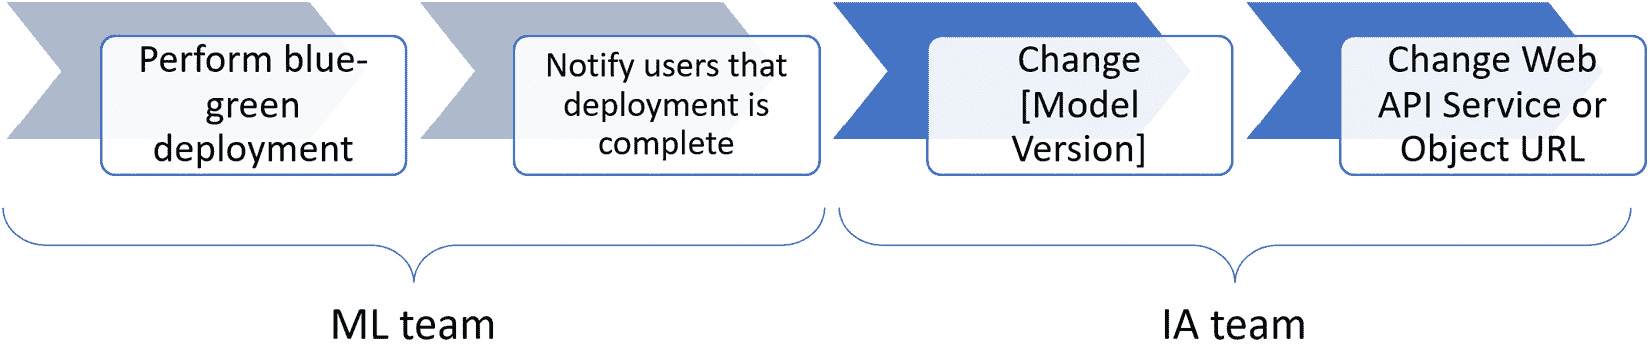 Perform blue-
green
deployment
Notify users that
deployment is
complete
Change
[Model
Version]
Change Web
API Service or
Object URL
ML team
IA team